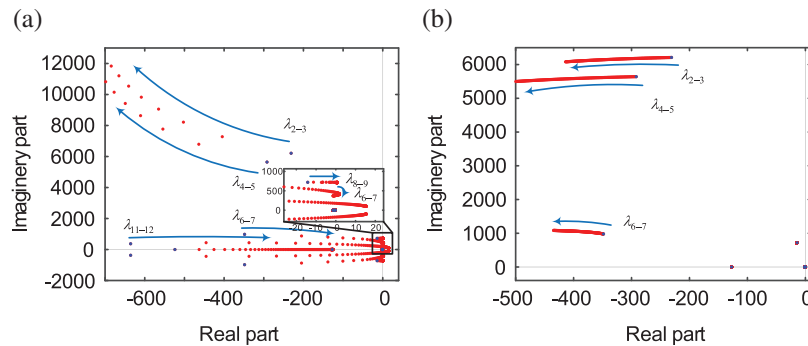 (a)
12000
10000
8000
6000
4000
2000
0
-2000
Imaginery part
-600
-400
-200
0
Real part
λ2−3
λ4−5
λ11−12
λ6−7
1000
500
0
-20
-10
0
10
20
λ8−9
λ6−7
(b)
6000
5000
4000
3000
2000
1000
0
Imaginery part
-500
-400
-300
-200
-100
0
Real part
λ2−3
λ4−5
λ6−7